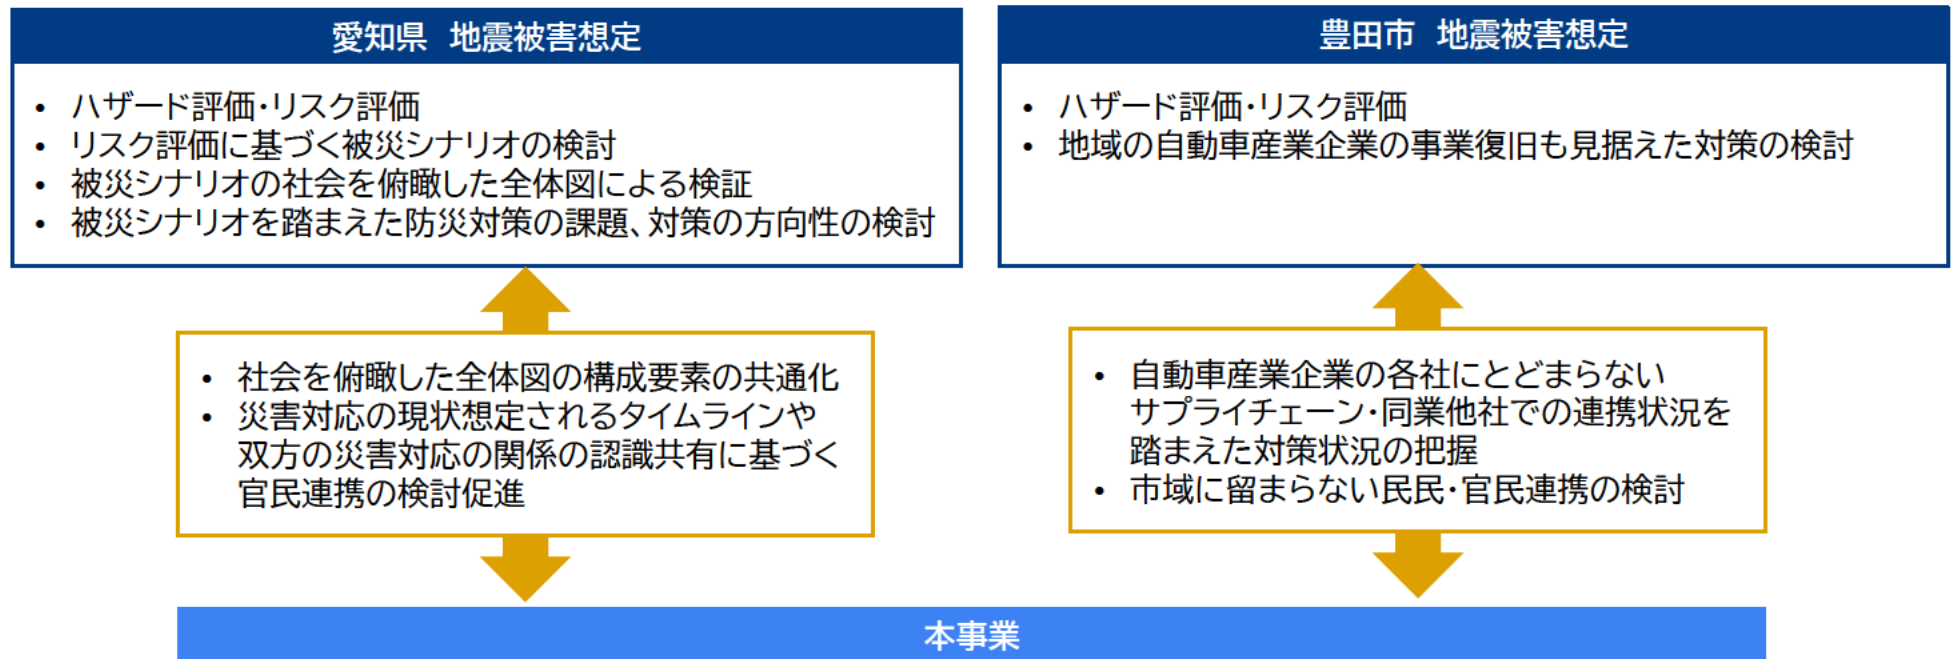 愛知県 地震被害想定
• ハザード評価・リスク評価
• リスク評価に基づく被災シナリオの検討
• 被災シナリオの社会を俯瞰した全体図による検証
• 被災シナリオを踏まえた防災対策の課題、対策の方向性の検討
豊田市 地震被害想定
• ハザード評価・リスク評価
• 地域の自動車産業企業の事業復旧も見据えた対策の検討
• 社会を俯瞰した全体図の構成要素の共通化
• 災害対応の現状想定されるタイムラインや
双方の災害対応の関係の認識共有に基づく
官民連携の検討促進
• 自動車産業企業の各社にとどまらない
サプライチェーン・同業他社での連携状況を
踏まえた対策状況の把握
• 市域に留まらない民民・官民連携の検討
本事業